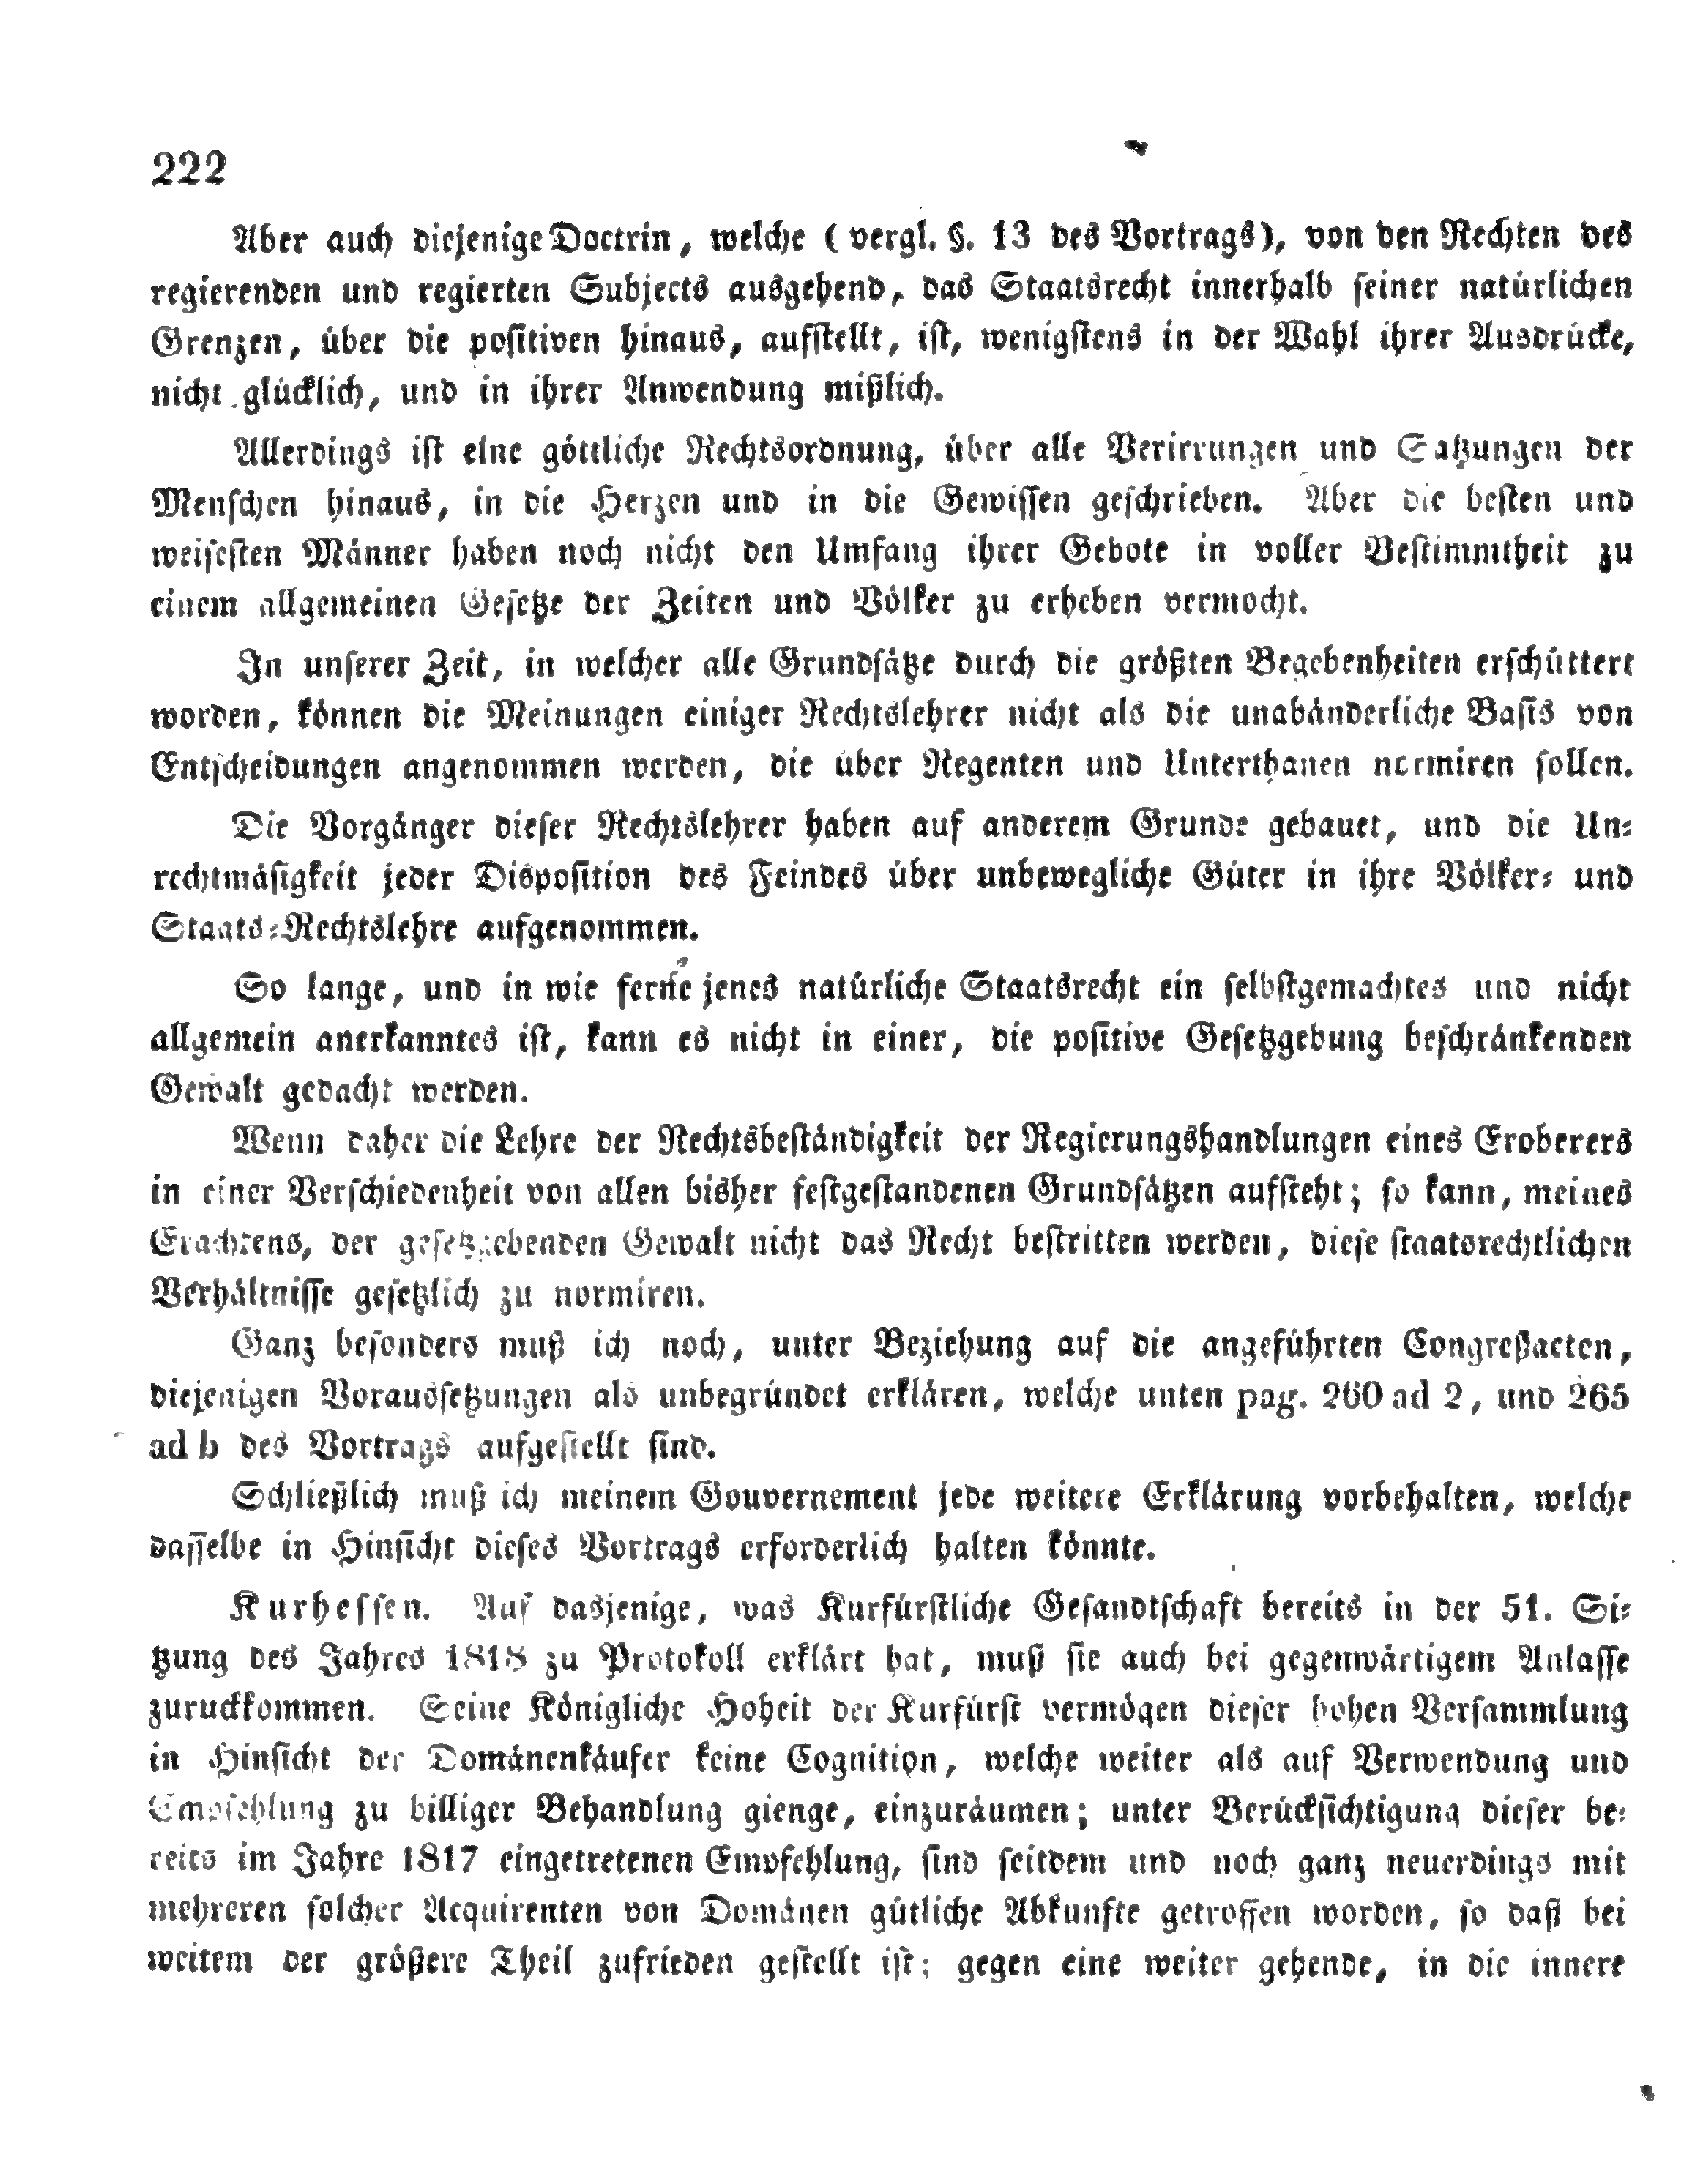 222
Aber auch diejenige Doctrin, welche (vergl. §. 13 des Vortrags), von den Rechten des
regierenden und regierten Subjects ausgehend, das Staatsrecht innerhalb seiner natürlichen
Grenzen, über die positiven hinaus, aufstellt, ist, wenigstens in der Wahl ihrer Ausdrücke,
nicht glücklich, und in ihrer Anwendung mißlich.
Allerdings ist eine göttliche Rechtsordnung, über alle Verirrungen und Satzungen der
Menschen hinaus, in die Herzen und in die Gewissen geschrieben. Aber die besten und
weisesten Männer haben noch nicht den Umfang ihrer Gebote in voller Bestimmtheit zu
einem allgemeinen Gesetze der Zeiten und Völker zu erheben vermocht.
In unserer Zeit, in welcher alle Grundsätze durch die größten Begebenheiten erschüttert
worden, können die Meinungen einiger Rechtslehrer nicht als die unabänderliche Basis von
Entscheidungen angenommen werden, die über Regenten und Unterthanen normiren sollen.
Die Vorgänger dieser Rechtslehrer haben auf anderem Grunde gebauet, und die Un-
rechtmäsigkeit jeder Disposition des Feindes über unbewegliche Güter in ihre Völker- und
Staats-Rechtslehre aufgenommen.
So lange, und in wie ferne jenes natürliche Staatsrecht ein selbstgemachtes und nicht
allgemein anerkanntes ist, kann es nicht in einer, die positive Gesetzgebung beschränkenden
Gewalt gedacht werden.
Wenn daher die Lehre der Rechtsbeständigkeit der Regierungshandlungen eines Eroberers
in einer Verschiedenheit von allen bisher festgestandenen Grundsätzen aufsteht; so kann, meines
Erachtens, der gesetzgebenden Gewalt nicht das Recht bestritten werden, diese staatsrechtlichen
Verhältnisse gesetzlich zu normiren.
Ganz besonders muß ich noch, unter Beziehung auf die angeführten Congreßacten,
diejenigen Voraussetzungen als unbegründet erklären, welche unten pag. 260 ad 2, und 265
ad b des Vortrags aufgestellt sind.
Schließlich muß ich meinem Gouvernement jede weitere Erklärung vorbehalten, welche
dasselbe in Hinsicht dieses Vortrags erforderlich halten könnte.
Kurhessen. Auf dasjenige, was Kurfürstliche Gesandtschaft bereits in der 51. Si-
tzung des Jahres 1818 zu Protokoll erklärt hat, muß sie auch bei gegenwärtigem Anlasse
zuruckkommen. Seine Königliche Hoheit der Kurfürst vermögen dieser hohen Versammlung
in Hinsicht der Domänenkäufer keine Cognition, welche weiter als auf Verwendung und
Empfehlung zu billiger Behandlung gienge, einzuräumen; unter Berücksichtigung dieser be-
reits im Jahre 1817 eingetretenen Empfehlung, sind seitdem und noch ganz neuerdings mit
mehreren solcher Acquirenten von Domänen gütliche Abkunfte getroffen worden, so daß bei
weitem der größere Theil zufrieden gestellt ist; gegen eine weiter gehende, in die innere